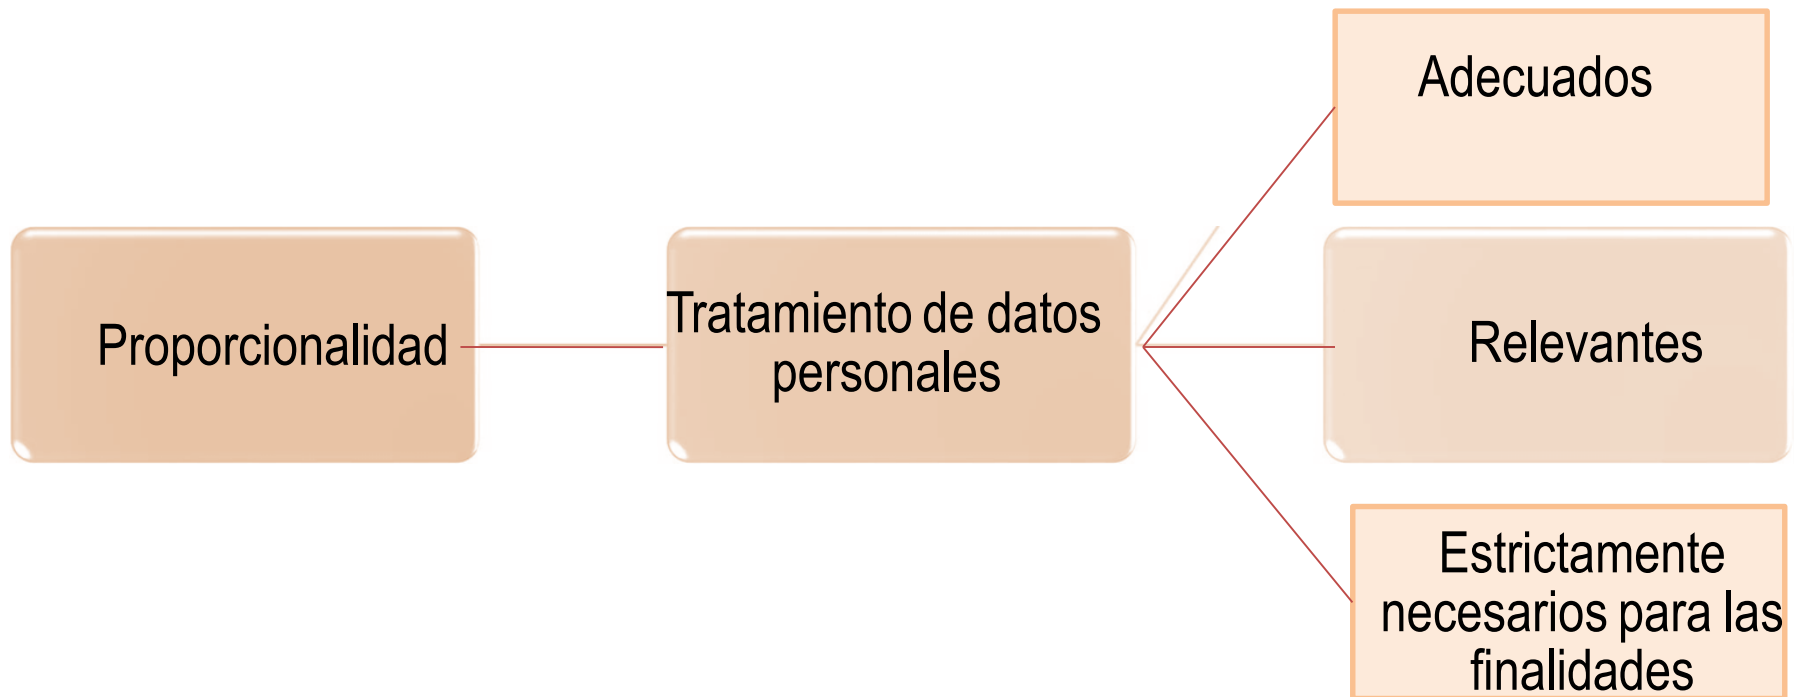 Adecuados
Proporcionalidad
Tratamiento de datos
personales
Relevantes
Estrictamente
necesarios para las
finalidades